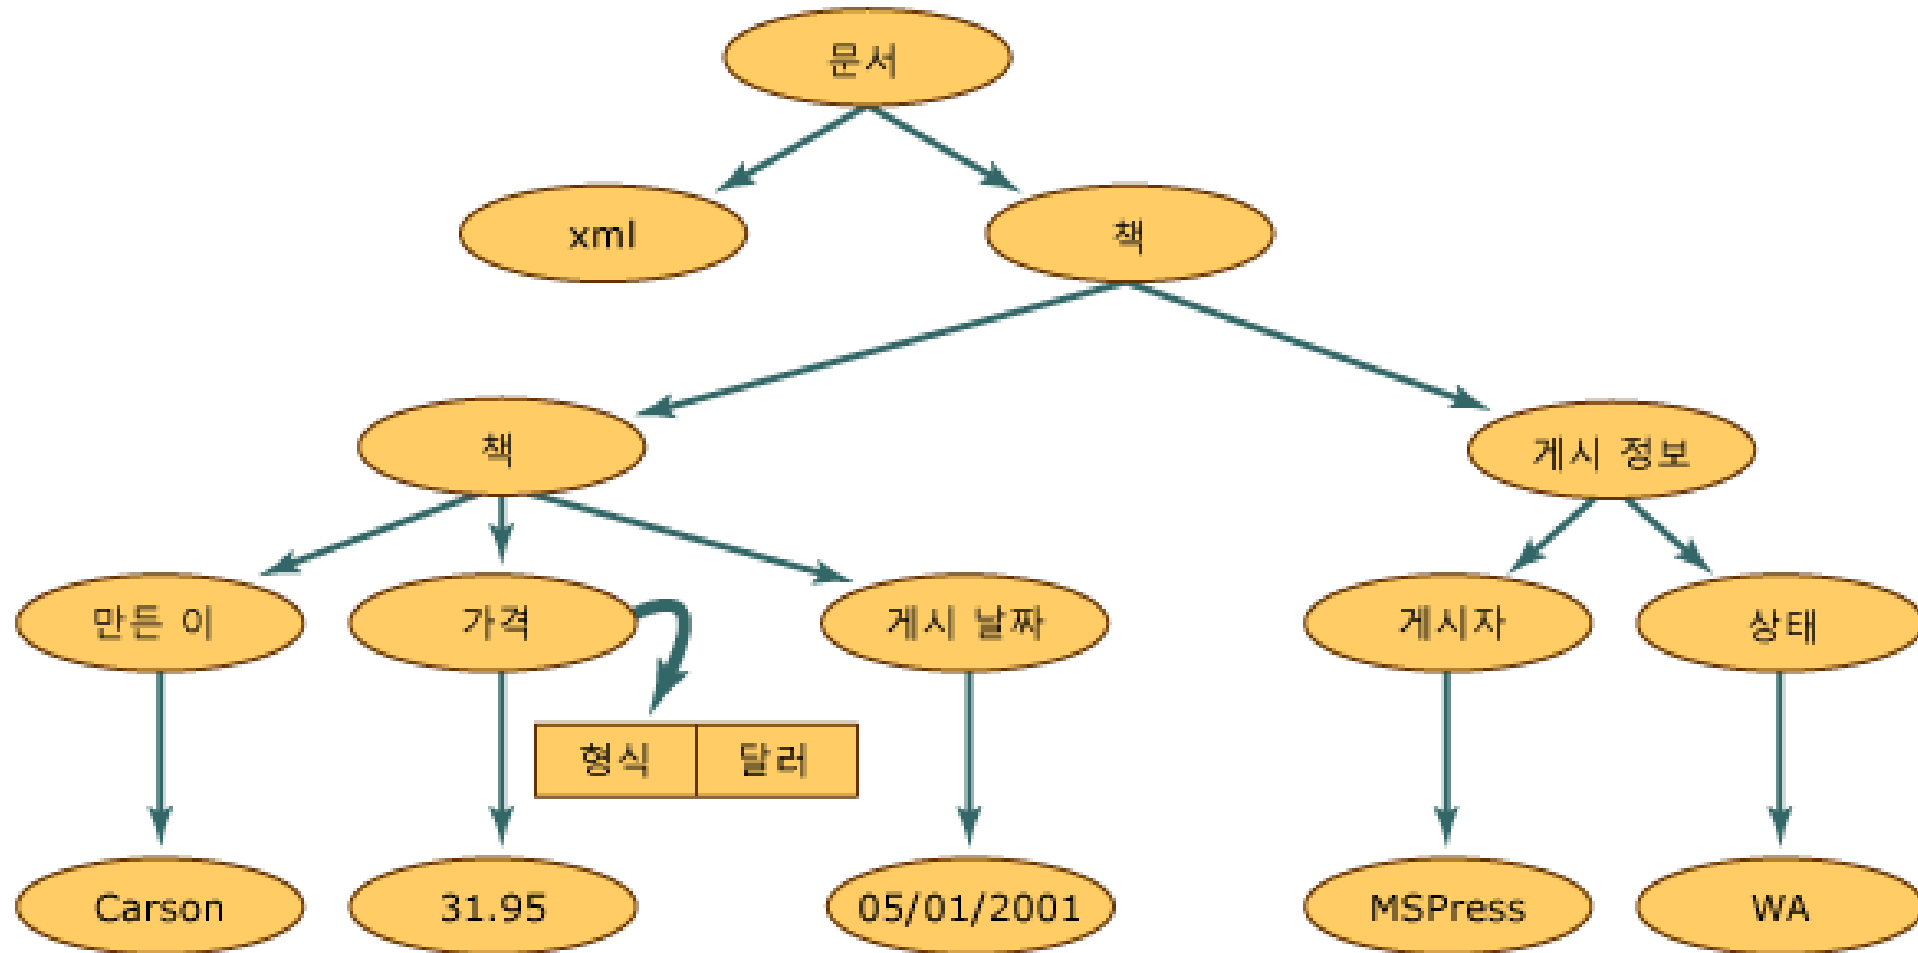 문서
xml
책
책
게시 정보
만든 이
가격
게시 날짜
게시자
상태
형식
달러
Carson
31.95
05/01/2001
MSPress
WA